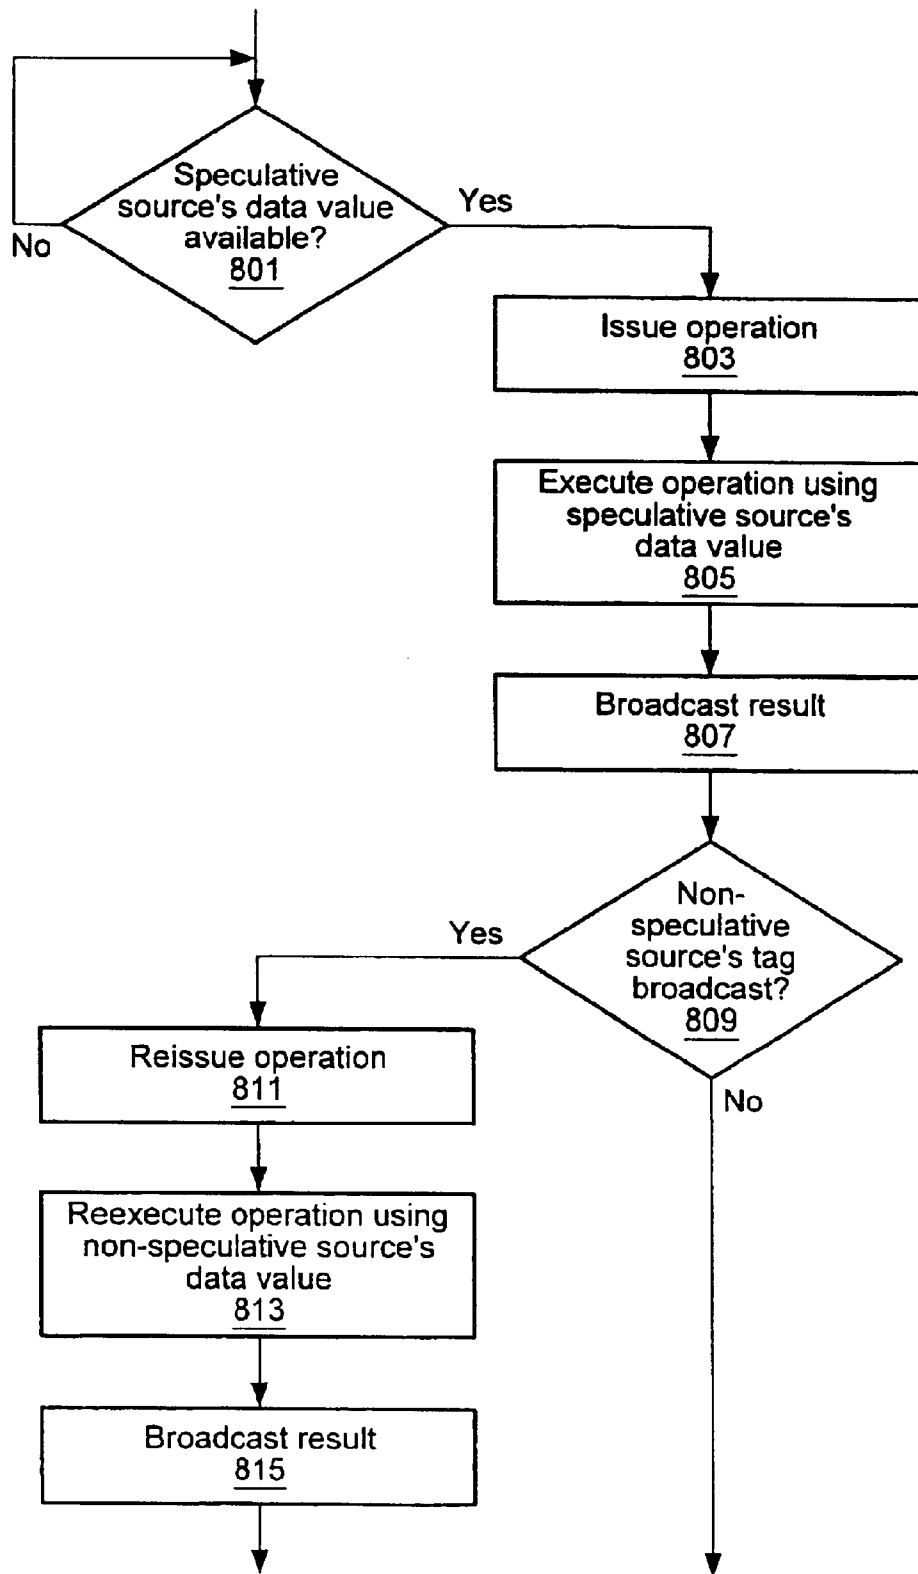 Speculative
source's data value
available?
801
No
Yes
Issue operation
803
Execute operation using
speculative source's
data value
805
Broadcast result
807
Non-
speculative
source's tag
broadcast?
809
Yes
No
Reissue operation
811
Reexecute operation using
non-speculative source's
data value
813
Broadcast result
815